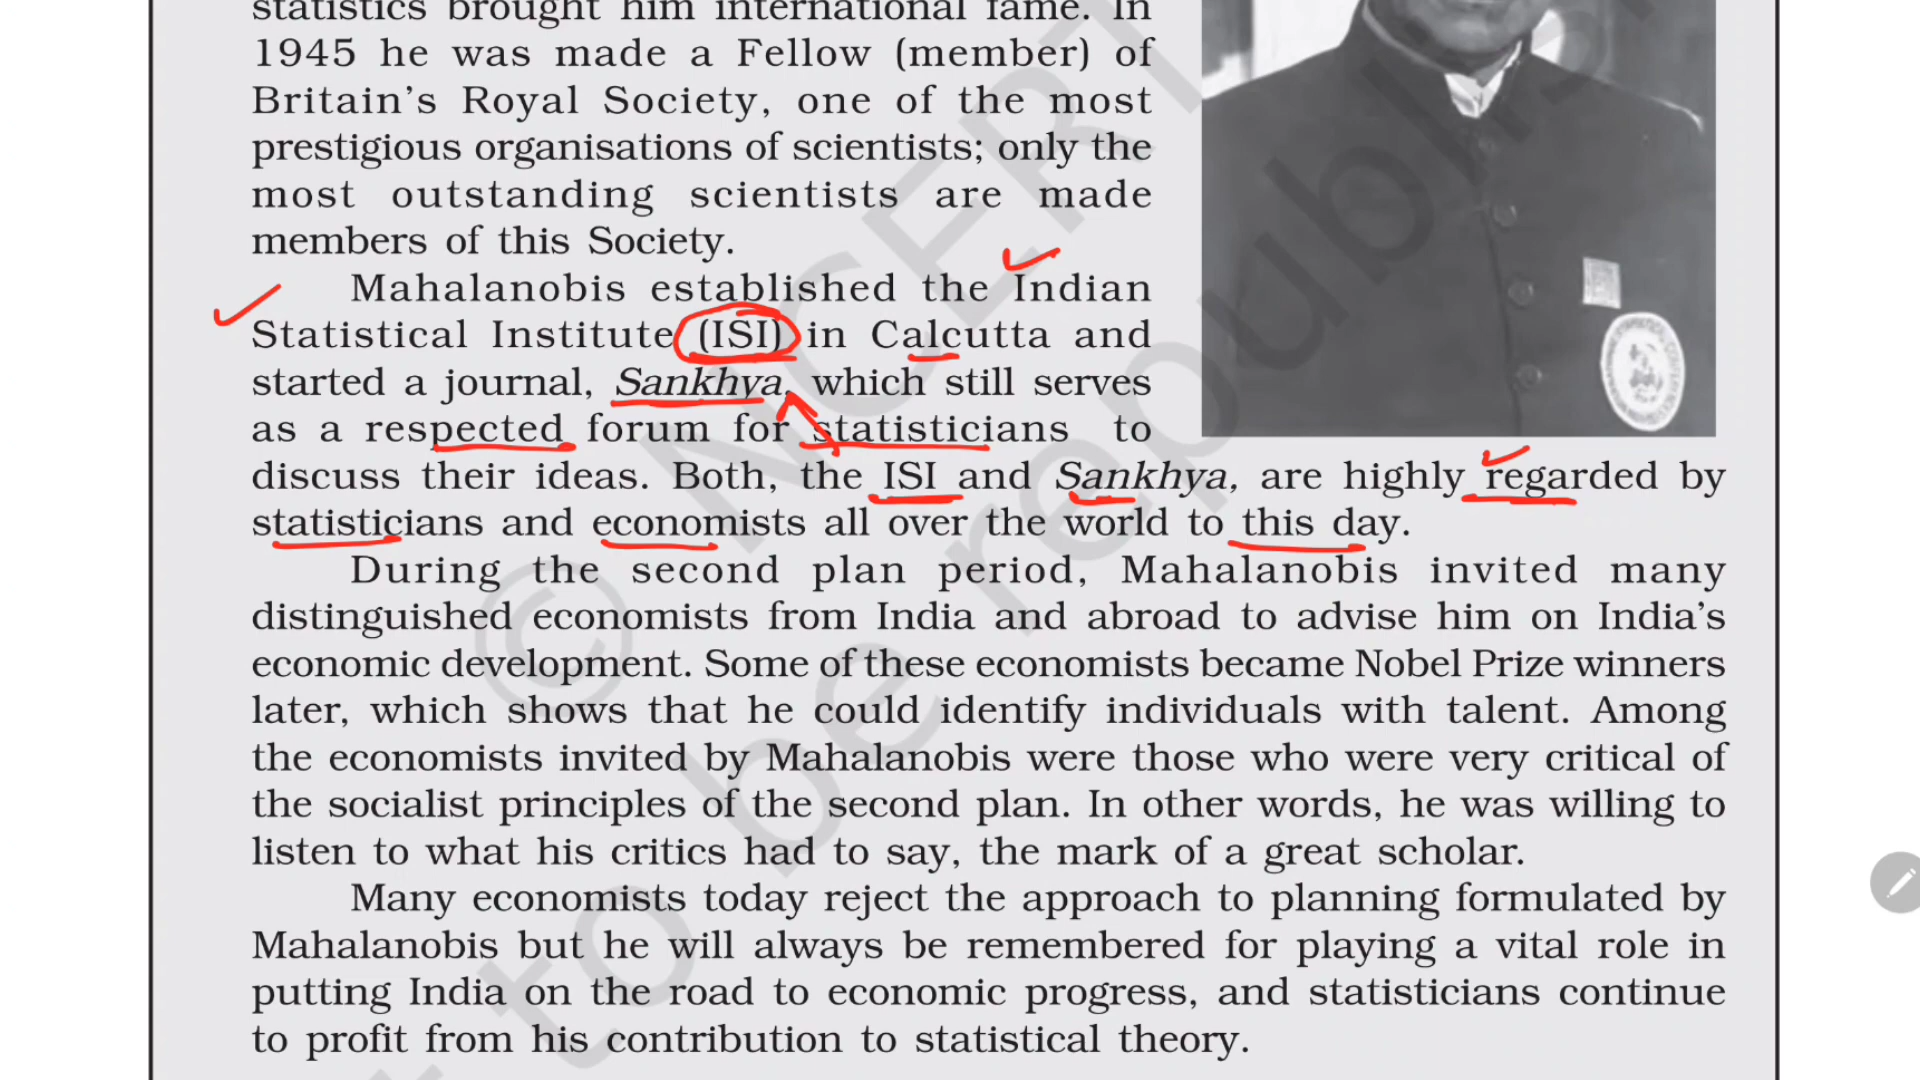 statistics brought him international fame. In
1945 he was made a Fellow (member) of
Britain’s Royal Society, one of the most
prestigious organisations of scientists; only the
most outstanding scientists are made
members of this Society.
Mahalanobis established the Indian
Statistical Institute (ISI) in Calcutta and
started a journal, Sankhya, which still serves
as a respected forum for statisticians to
discuss their ideas. Both, the ISI and Sankhya, are highly regarded by
statisticians and economists all over the world to this day.
During the second plan period, Mahalanobis invited many
distinguished economists from India and abroad to advise him on India’s
economic development. Some of these economists became Nobel Prize winners
later, which shows that he could identify individuals with talent. Among
the economists invited by Mahalanobis were those who were very critical of
the socialist principles of the second plan. In other words, he was willing to
listen to what his critics had to say, the mark of a great scholar.
Many economists today reject the approach to planning formulated by
Mahalanobis but he will always be remembered for playing a vital role in
putting India on the road to economic progress, and statisticians continue
to profit from his contribution to statistical theory.
© NCERT
to be republis